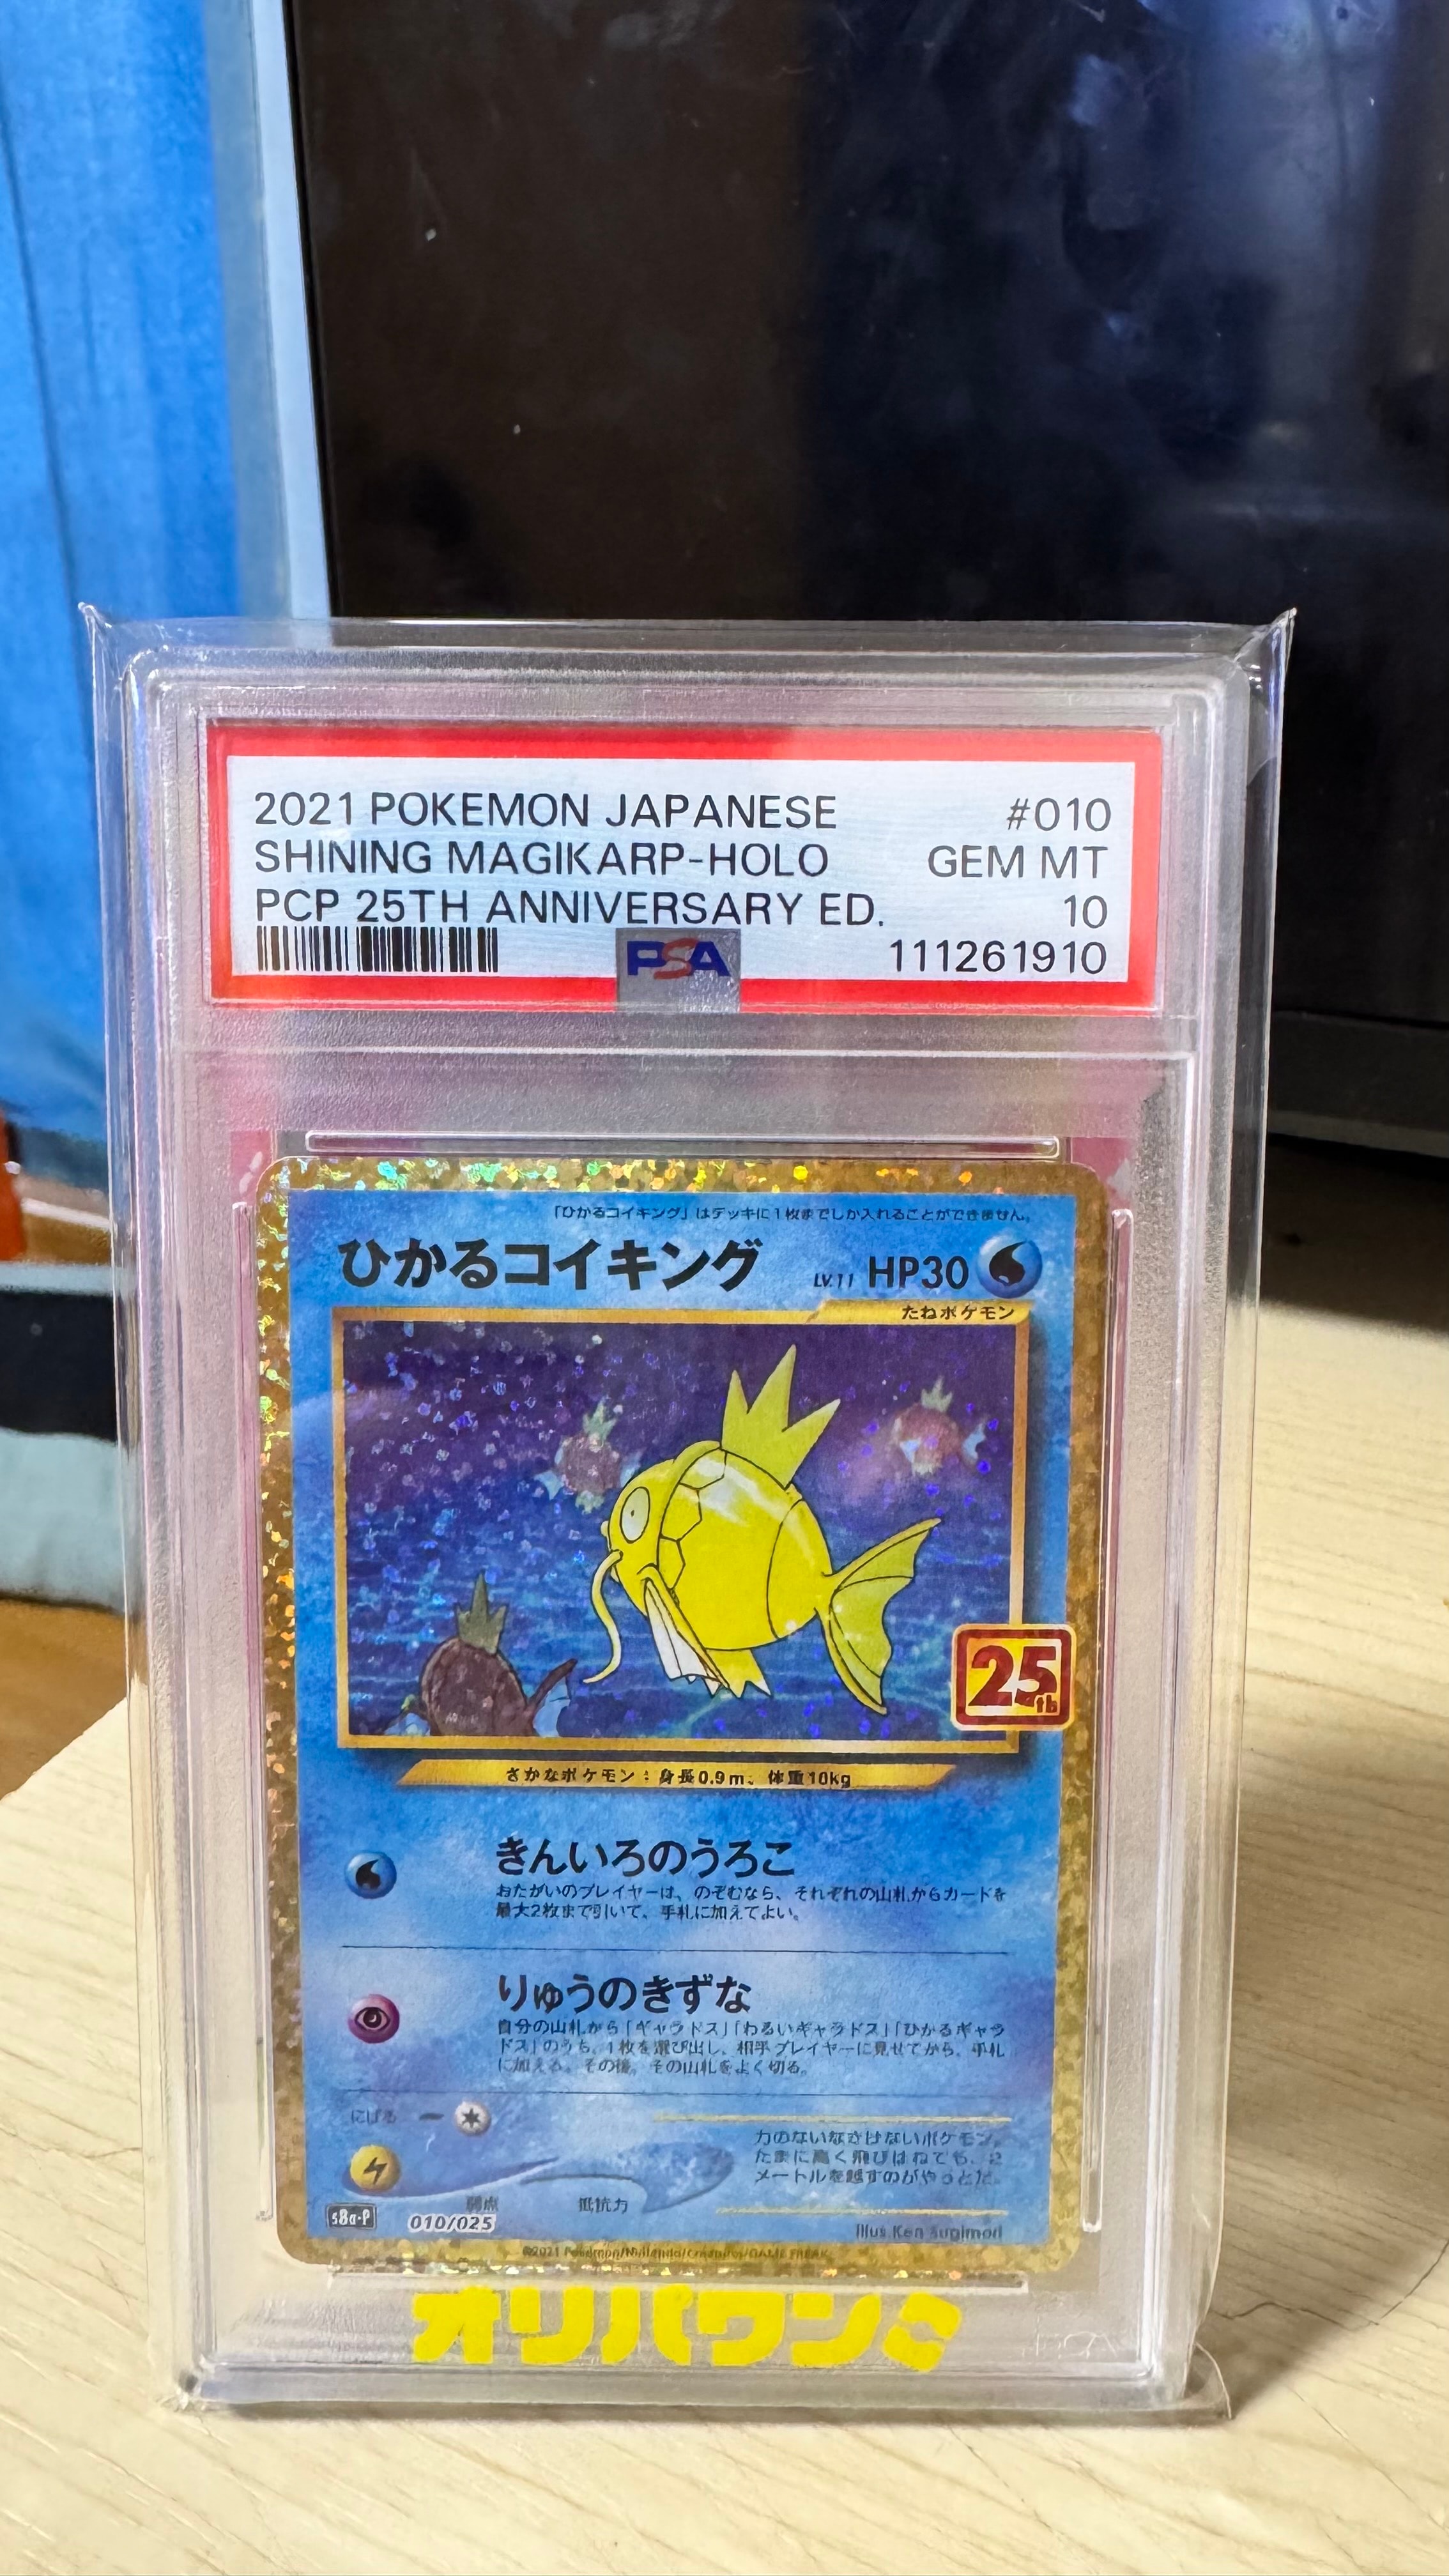 2021 POKEMON JAPANESE #010
SHINING MAGIKARP-HOLO GEM MT
PCP 25TH ANNIVERSARY ED. 10
PSA 111261910
「ひかるコイキング」はデッキに1枚までしか入れることができません。
ひかるコイキング LV.11 HP30
たねポケモン
25th
さかなポケモン:身長0.9m、体重10kg
きんいろのうろこ
おたがいのプレイヤーは、のぞむなら、それぞれの山札からカードを
最大2枚まで引いて、手札に加えてよい。
りゅうのきずな
自分の山札から「ギャラドス」「わるいギャラドス」「ひかるギャラ
ドス」のうち、1枚を選び出し、相手プレイヤーに見せてから、手札
に加える。その後、その山札をよく切る。
にげる
力のないなさけないポケモン。
たまに高く飛びはねても、2
メートルを越すのがやっとだ。
弱点 抵抗力
s8a-P 010/025
Illus. Ken Sugimori
©2021 Pokémon/Nintendo/Creatures/GAME FREAK
オリパワン